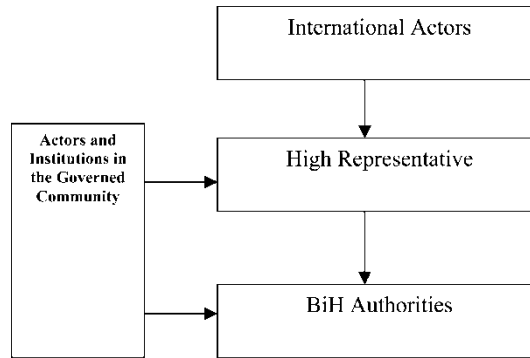 International Actors
Actors and
Institutions in
the Governed
Community
High Representative
BiH Authorities